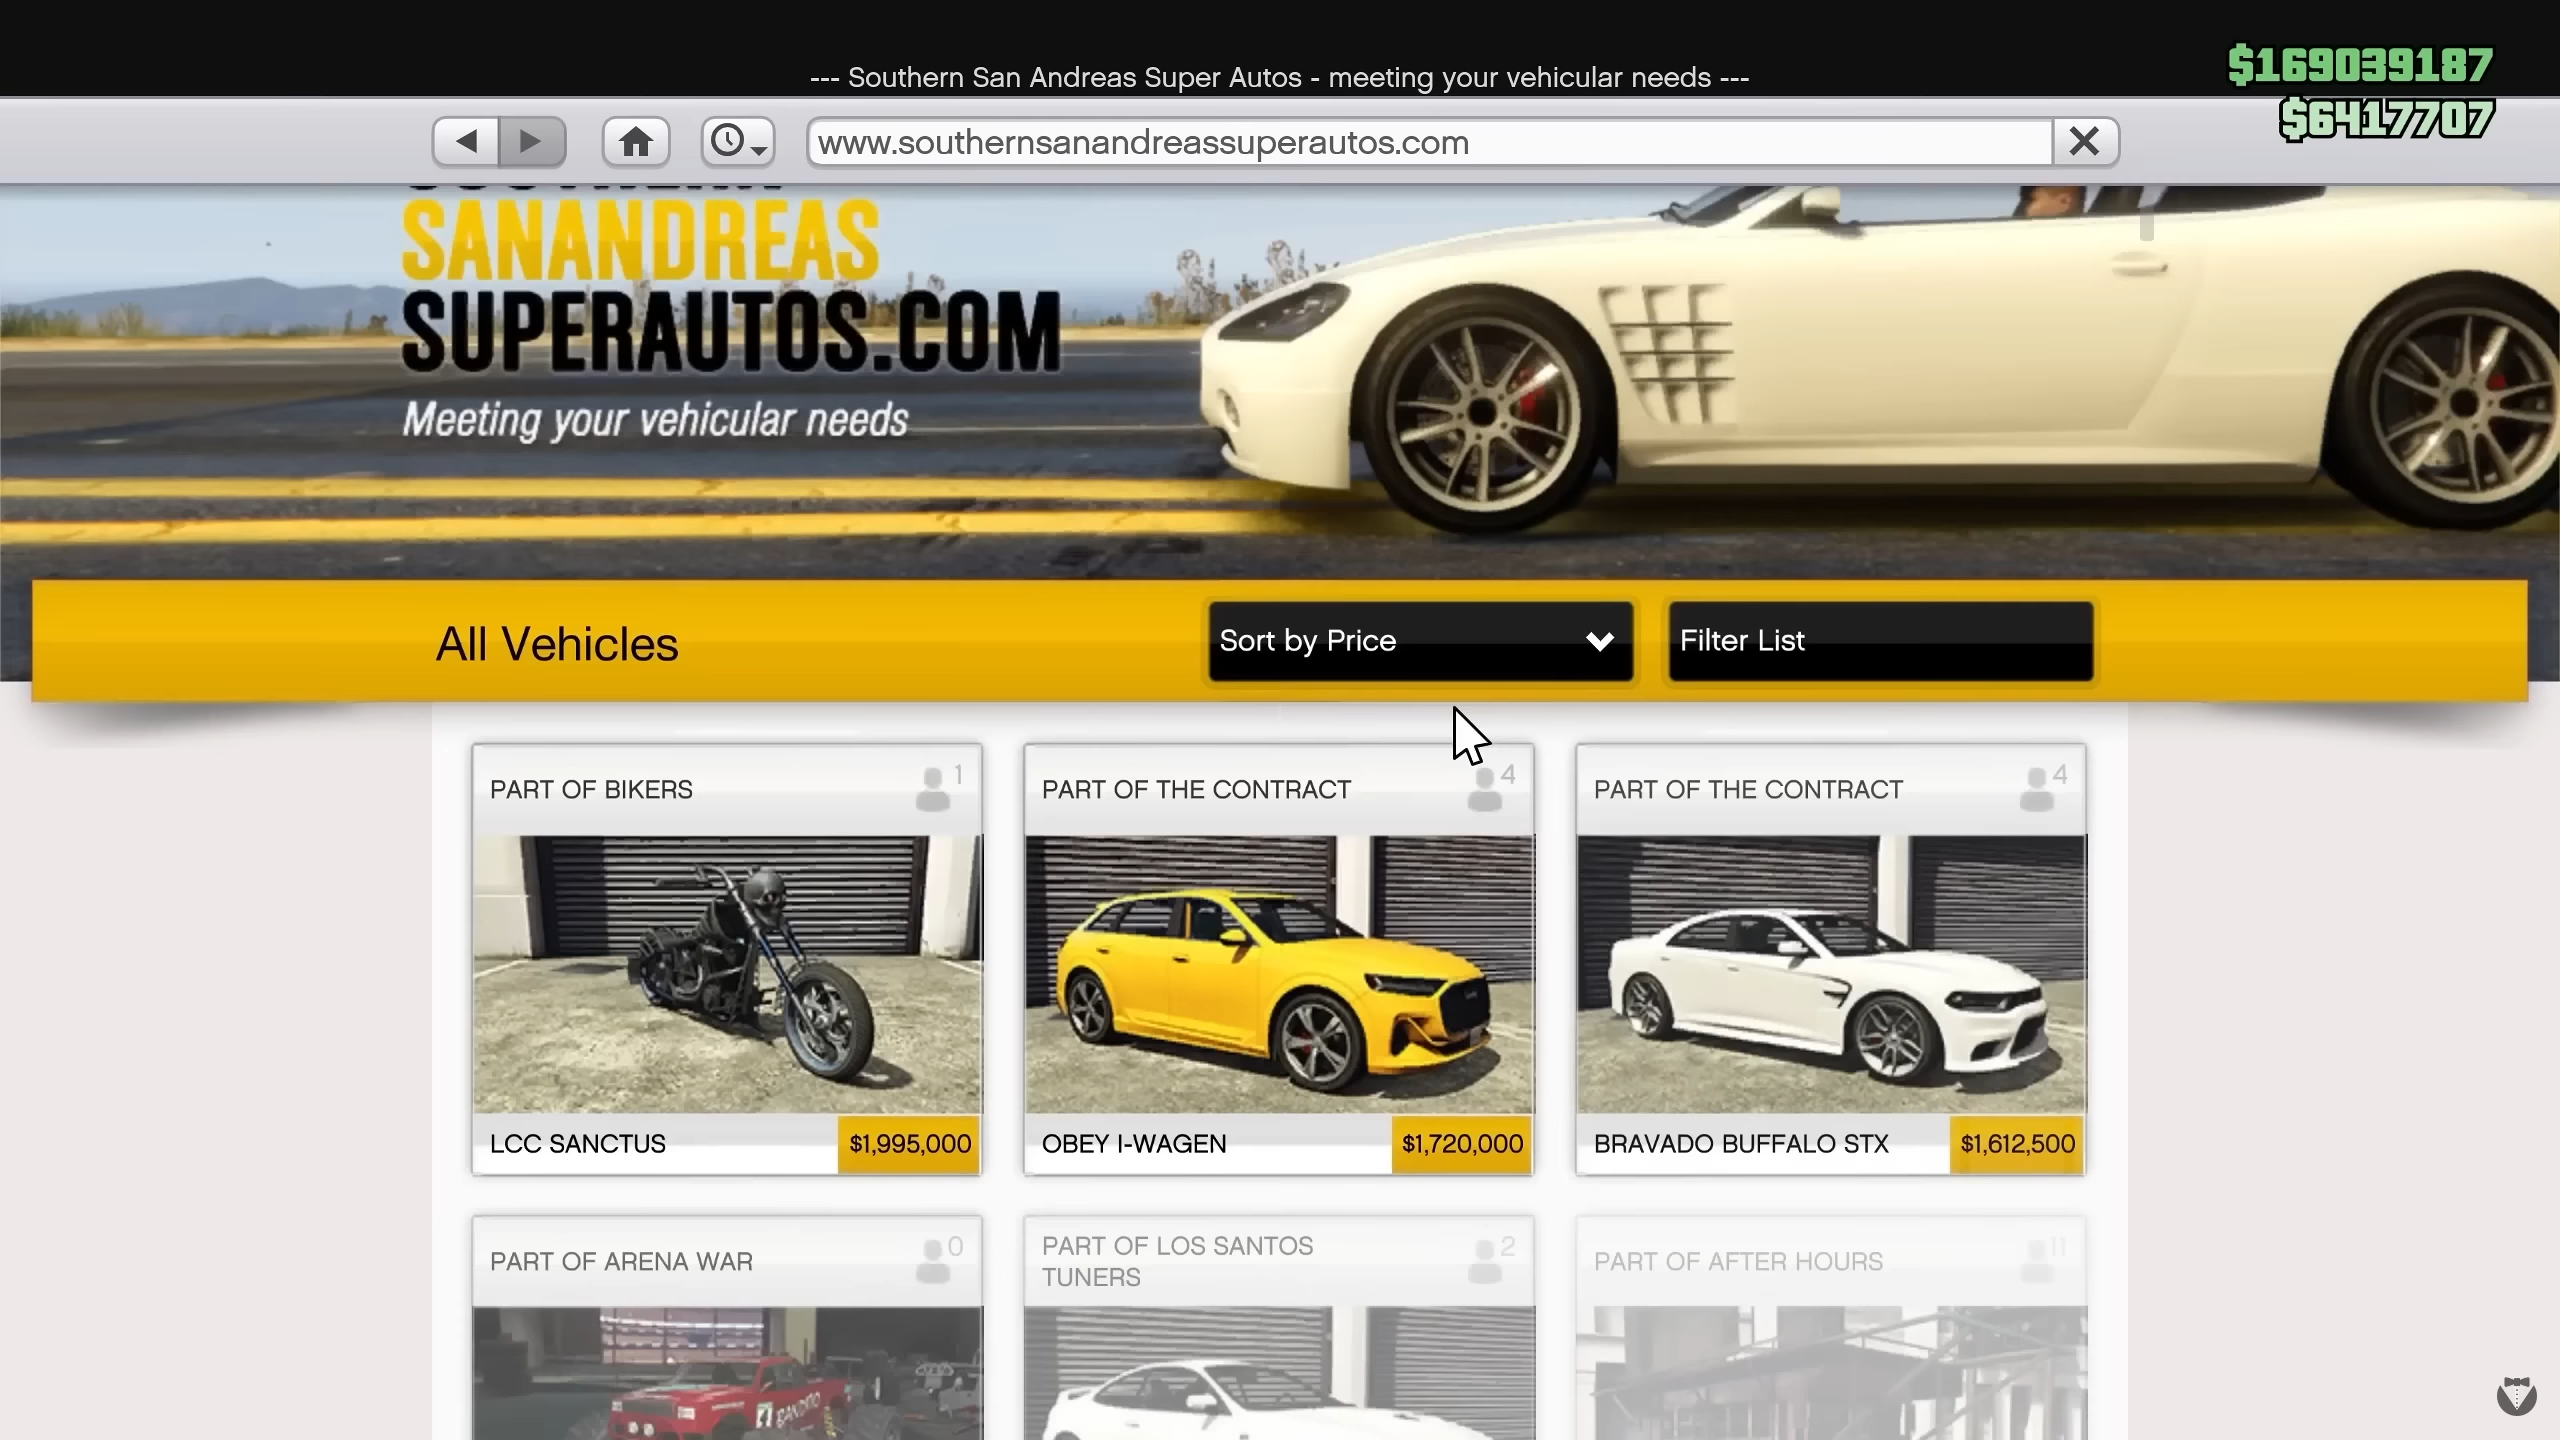 --- Southern San Andreas Super Autos - meeting your vehicular needs ---
$169039187
$6417707
www.southernsanandreassuperautos.com
SANANDREAS
SUPERAUTOS.COM
Meeting your vehicular needs
All Vehicles
Sort by Price
Filter List
PART OF BIKERS
1
PART OF THE CONTRACT
4
PART OF THE CONTRACT
4
LCC SANCTUS
$1,995,000
OBEY I-WAGEN
$1,720,000
BRAVADO BUFFALO STX
$1,612,500
PART OF ARENA WAR
0
PART OF LOS SANTOS
TUNERS
2
PART OF AFTER HOURS
11
BANDITO